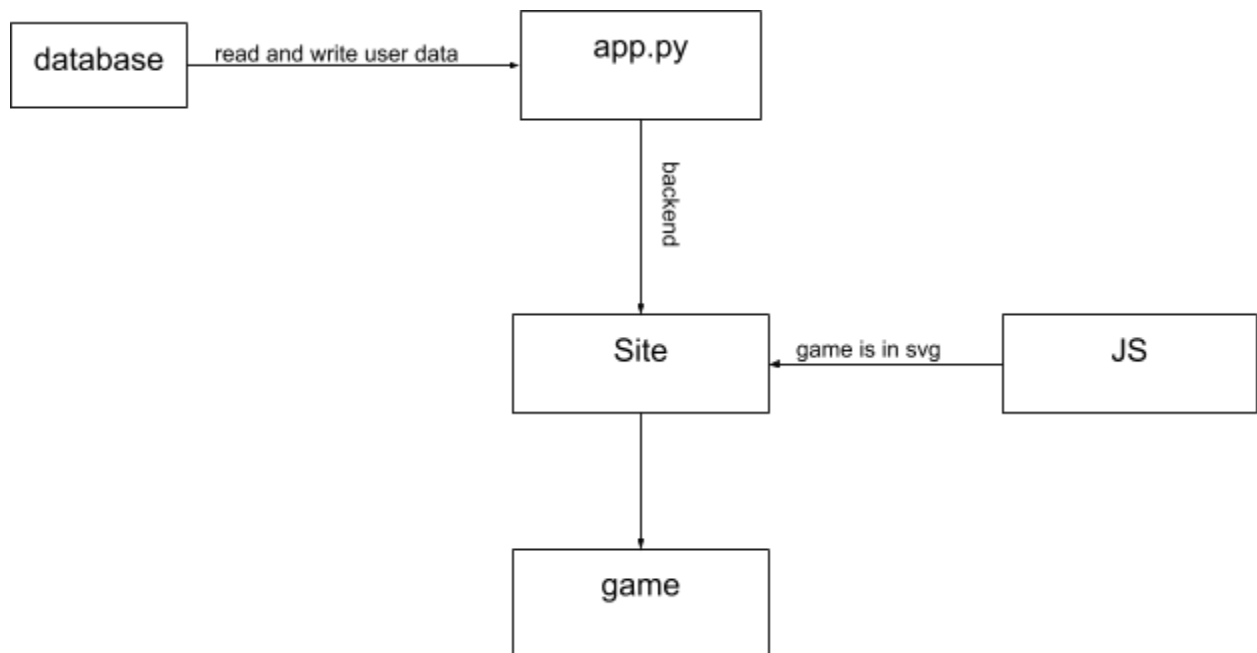 database
read and write user data
app.py
backend
Site
game is in svg
JS
game